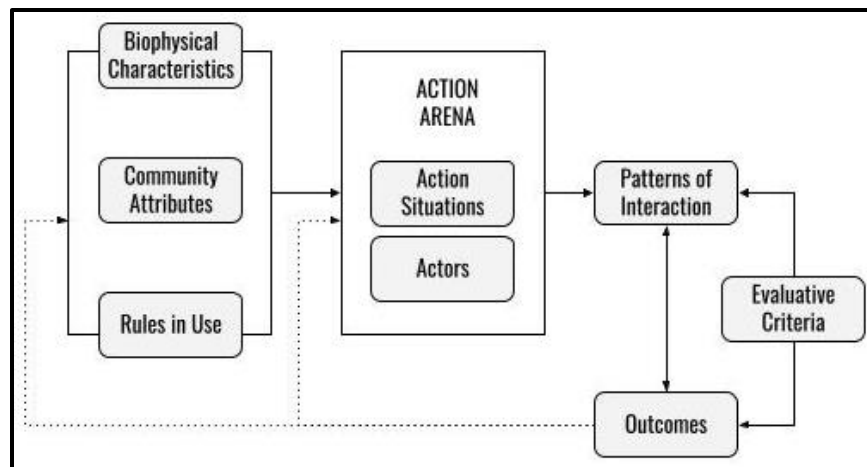 Biophysical
Characteristics
Community
Attributes
Rules in Use
ACTION
ARENA
Action
Situations
Actors
Patterns of
Interaction
Evaluative
Criteria
Outcomes